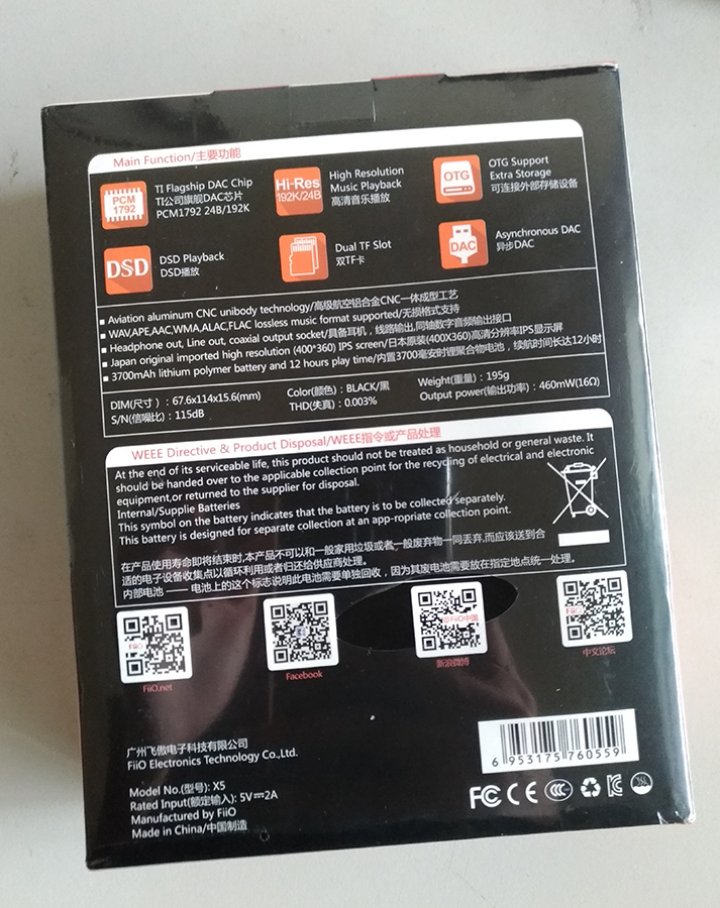 Main Function/主要功能
PCM
1792
TI Flagship DAC Chip
TI公司旗舰DAC芯片
PCM1792 24B/192K
Hi-Res
192K/24B
High Resolution
Music Playback
高清音乐播放
OTG
OTG Support
Extra Storage
可连接外部存储设备
DSD
DSD Playback
DSD播放
Dual TF Slot
双TF卡
DAC
Asynchronous DAC
异步DAC
■ Aviation aluminum CNC unibody technology/高级航空铝合金CNC一体成型工艺
■ WAV,APE,AAC,WMA,ALAC,FLAC lossless music format supported/无损格式支持
■ Headphone out, Line out, coaxial output socket/具备耳机，线路输出,同轴数字音频输出接口
■ Japan original imported high resolution (400*360) IPS screen/日本原装(400X360)高清分辨率IPS显示屏
■ 3700mAh lithium polymer battery and 12 hours play time/内置3700毫安时锂聚合物电池，续航时间长达12小时
DIM(尺寸)：67.6x114x15.6(mm) Color(颜色)：BLACK/黑 Weight(重量)：195g
S/N(信噪比)：115dB THD(失真)：0.003% Output power(输出功率)：460mW(16Ω)
WEEE Directive & Product Disposal/WEEE指令或产品处理
At the end of its serviceable life, this product should not be treated as household or general waste. It
should be handed over to the applicable collection point for the recycling of electrical and electronic
equipment,or returned to the supplier for disposal.
Internal/Supplie Batteries
This symbol on the battery indicates that the battery is to be collected separately.
This battery is designed for separate collection at an app-ropriate collection point.
在产品使用寿命即将结束时,本产品不可以和一般家用垃圾或者一般废弃物一同丢弃,而应该送到合
适的电子设备收集点以循环利用或者归还给供应商处理。
内部电池 —— 电池上的这个标志说明此电池需要单独回收，因为其废电池需要放在指定地点统一处理。
FiiO
FiiO.net
Facebook
@FiiO中国
新浪微博
中文论坛
广州飞傲电子科技有限公司
FiiO Electronics Technology Co.,Ltd.
Model No.(型号): X5
Rated Input(额定输入): 5V⎓2A
Manufactured by FiiO
Made in China/中国制造
6 953175 760559
FC CE CCC